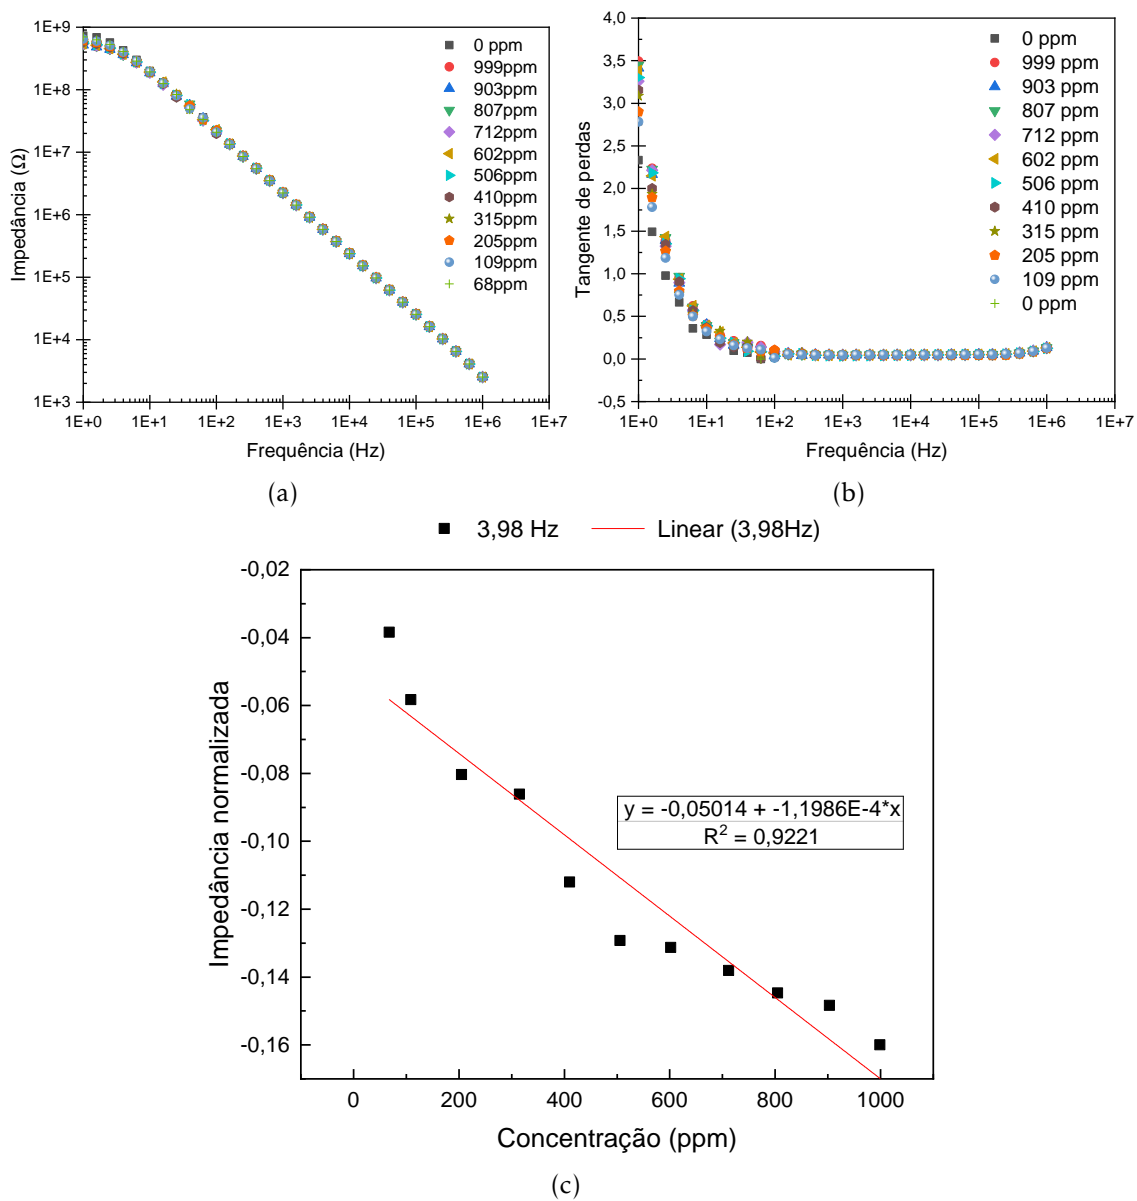 1E+9
1E+8
1E+7
1E+6
1E+5
1E+4
1E+3
Impedância (Ω)
1E+0 1E+1 1E+2 1E+3 1E+4 1E+5 1E+6 1E+7
Frequência (Hz)
0 ppm
999ppm
903ppm
807ppm
712ppm
602ppm
506ppm
410ppm
315ppm
205ppm
109ppm
68ppm
(a)
4,0
3,5
3,0
2,5
2,0
1,5
1,0
0,5
0,0
-0,5
Tangente de perdas
1E+0 1E+1 1E+2 1E+3 1E+4 1E+5 1E+6 1E+7
Frequência (Hz)
0 ppm
999 ppm
903 ppm
807 ppm
712 ppm
602 ppm
506 ppm
410 ppm
315 ppm
205 ppm
109 ppm
0 ppm
(b)
3,98 Hz Linear (3,98Hz)
-0,02
-0,04
-0,06
-0,08
-0,10
-0,12
-0,14
-0,16
Impedância normalizada
y = -0,05014 + -1,1986E-4*x
R² = 0,9221
0 200 400 600 800 1000
Concentração (ppm)
(c)